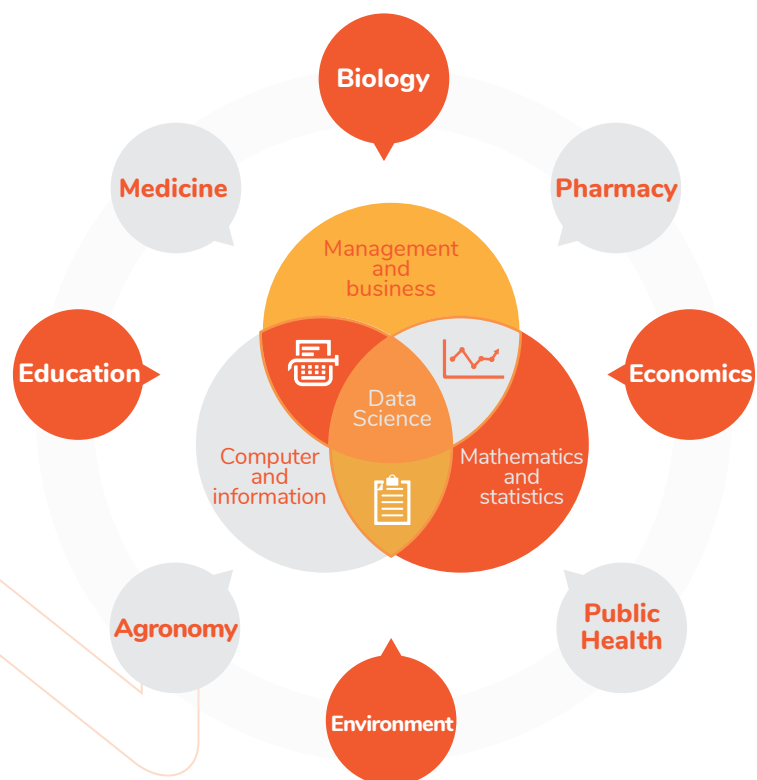 Biology
Medicine
Pharmacy
Management
and
business
Education
Economics
Data
Science
Computer
and
information
Mathematics
and
statistics
Agronomy
Public
Health
Environment